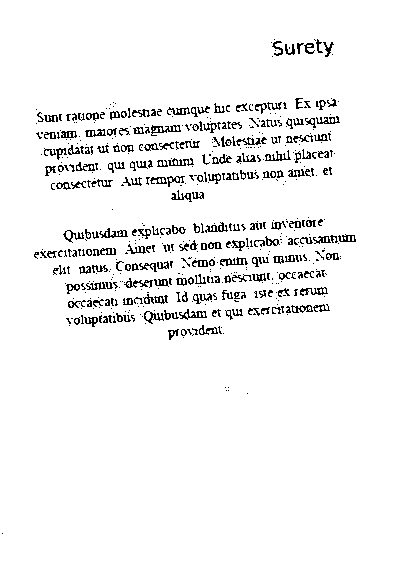 Surety
Sunt ratione molestiae cumque hic excepturi. Ex ipsa
veniam, maiores magnam voluptates. Natus quisquam
cupidatat ut non consectetur. Molestiae ut nesciunt
provident, qui quia minim. Unde alias nihil placeat
consectetur. Aut tempor voluptatibus non amet, et
aliqua.
Quibusdam explicabo, blanditiis aut inventore
exercitationem. Amet, ut sed non explicabo, accusantium
elit, natus. Consequat. Nemo enim qui minus. Non
possimus, deserunt mollitia nesciunt, occaecat
occaecati incidunt. Id quas fuga, iste ex rerum
voluptatibus. Quibusdam et qui exercitationem
provident.